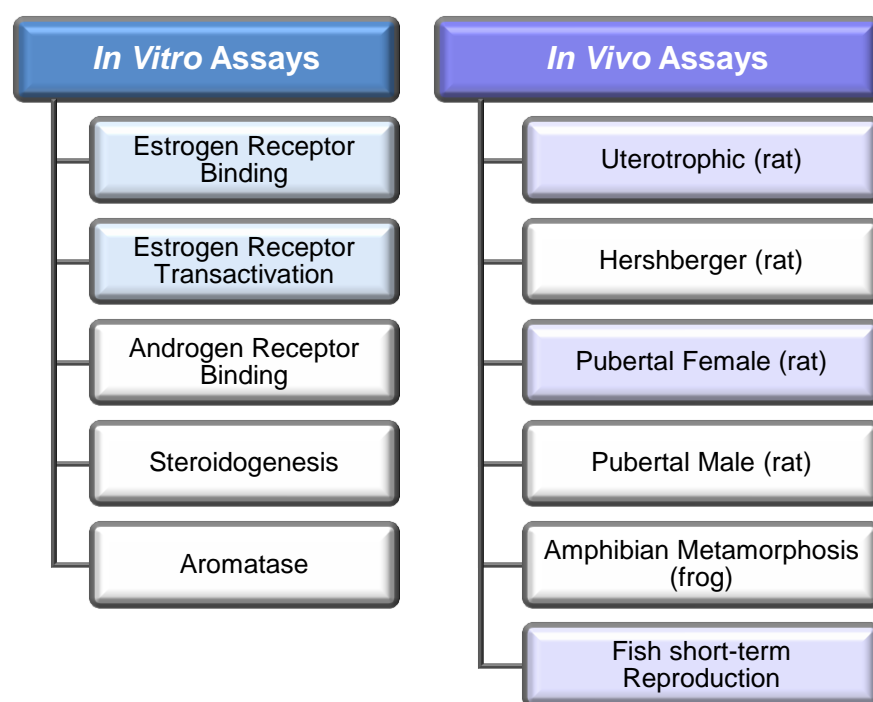 In Vitro Assays
Estrogen Receptor
Binding
Estrogen Receptor
Transactivation
Androgen Receptor
Binding
Steroidogenesis
Aromatase
In Vivo Assays
Uterotrophic (rat)
Hershberger (rat)
Pubertal Female (rat)
Pubertal Male (rat)
Amphibian Metamorphosis
(frog)
Fish short-term
Reproduction